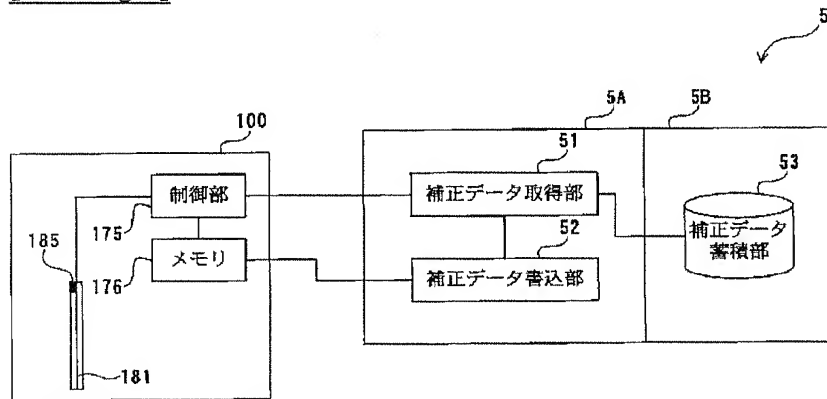 5
100
5A
5B
51
53
制御部
補正データ取得部
175
52
補正データ
蓄積部
185
メモリ
補正データ書込部
176
181